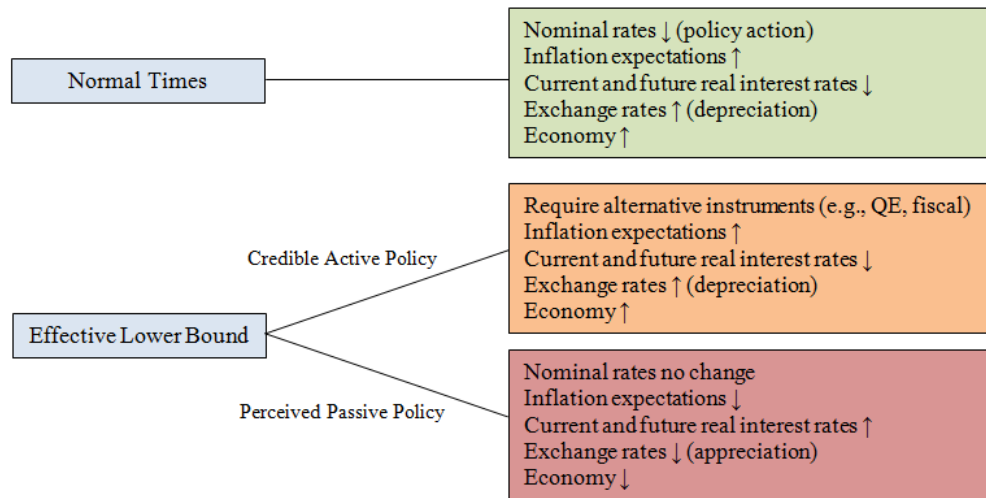 Normal Times
Nominal rates ↓ (policy action)
Inflation expectations ↑
Current and future real interest rates ↓
Exchange rates ↑ (depreciation)
Economy ↑
Effective Lower Bound
Credible Active Policy
Require alternative instruments (e.g., QE, fiscal)
Inflation expectations ↑
Current and future real interest rates ↓
Exchange rates ↑ (depreciation)
Economy ↑
Perceived Passive Policy
Nominal rates no change
Inflation expectations ↓
Current and future real interest rates ↑
Exchange rates ↓ (appreciation)
Economy ↓